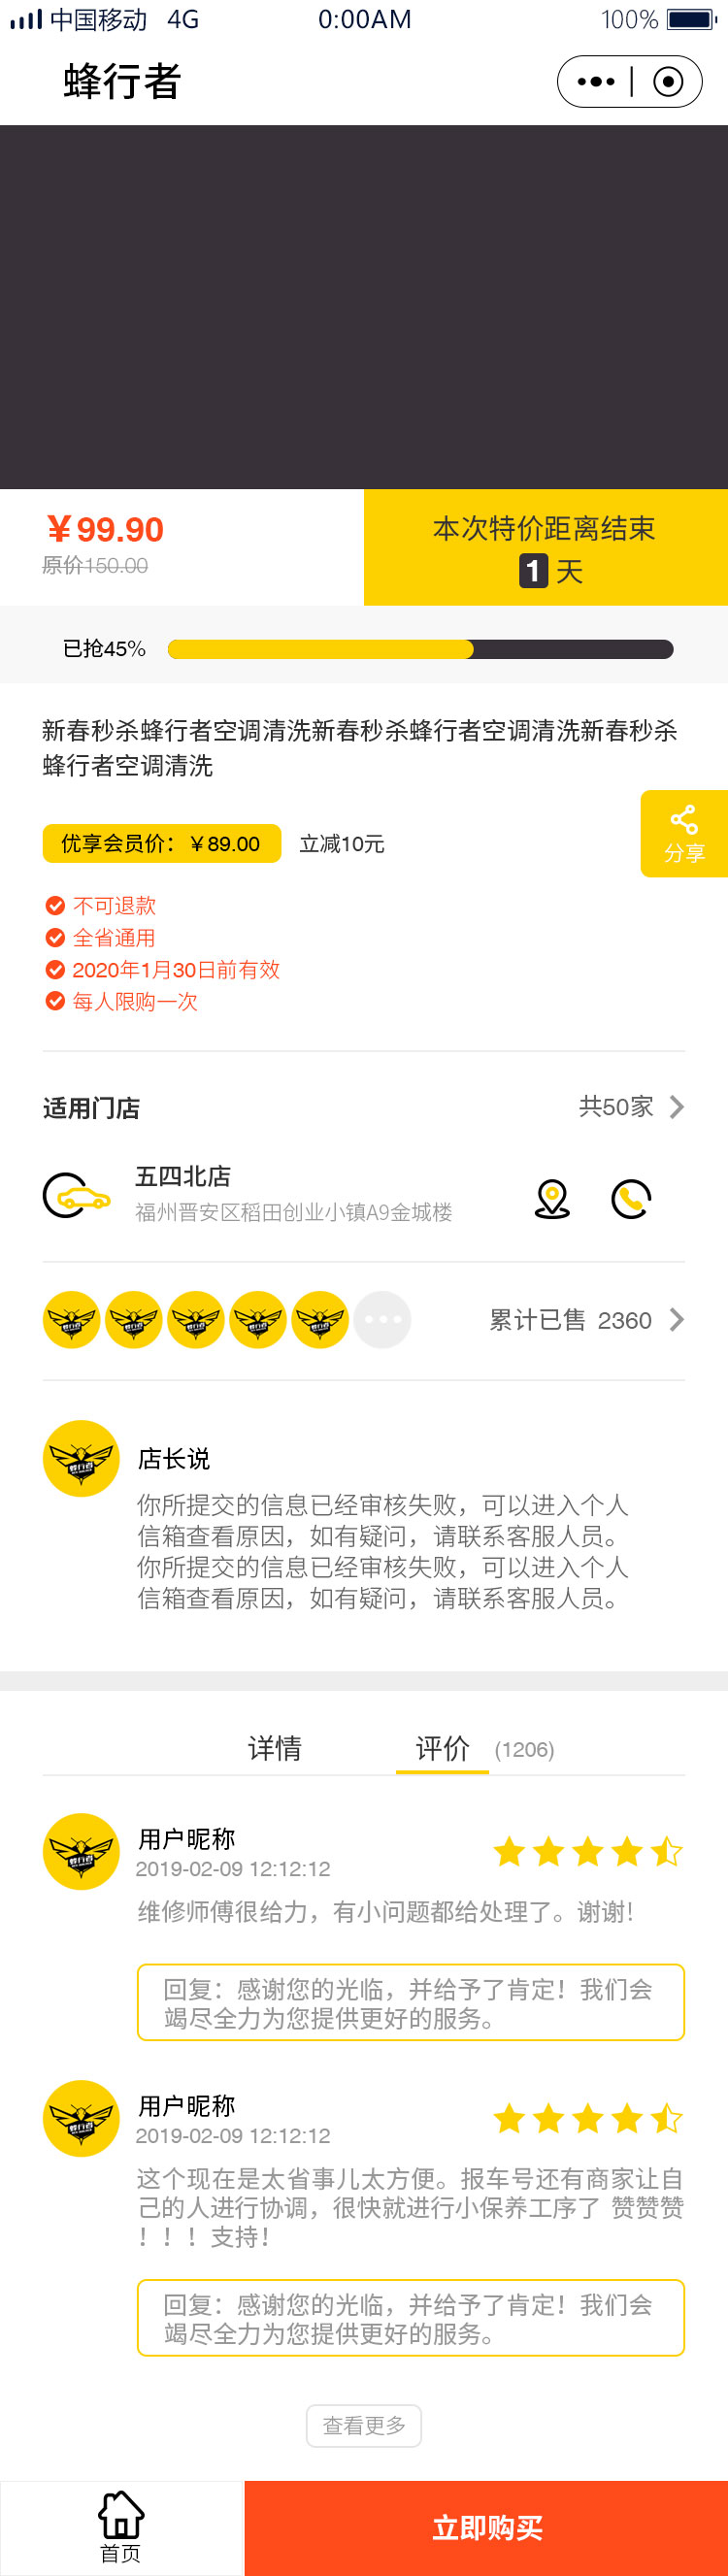 中国移动 4G 0:00AM 100%
蜂行者
￥99.90
原价150.00
本次特价距离结束
1 天
已抢45%
新春秒杀蜂行者空调清洗新春秒杀蜂行者空调清洗新春秒杀
蜂行者空调清洗
优享会员价：￥89.00 立减10元
分享
不可退款
全省通用
2020年1月30日前有效
每人限购一次
适用门店 共50家
五四北店
福州晋安区稻田创业小镇A9金城楼
累计已售 2360
店长说
你所提交的信息已经审核失败，可以进入个人
信箱查看原因，如有疑问，请联系客服人员。
你所提交的信息已经审核失败，可以进入个人
信箱查看原因，如有疑问，请联系客服人员。
详情 评价 (1206)
用户昵称
2019-02-09 12:12:12
维修师傅很给力，有小问题都给处理了。谢谢!
回复：感谢您的光临，并给予了肯定！我们会
竭尽全力为您提供更好的服务。
用户昵称
2019-02-09 12:12:12
这个现在是太省事儿太方便。报车号还有商家让自
己的人进行协调，很快就进行小保养工序了 赞赞赞
！！！支持！
回复：感谢您的光临，并给予了肯定！我们会
竭尽全力为您提供更好的服务。
查看更多
首页
立即购买